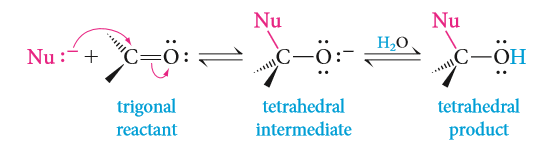 Nu
Nu
Nu:⁻ + C=O: ⇌ C—O:⁻ H₂O ⇌ C—OH
trigonal tetrahedral tetrahedral
reactant intermediate product